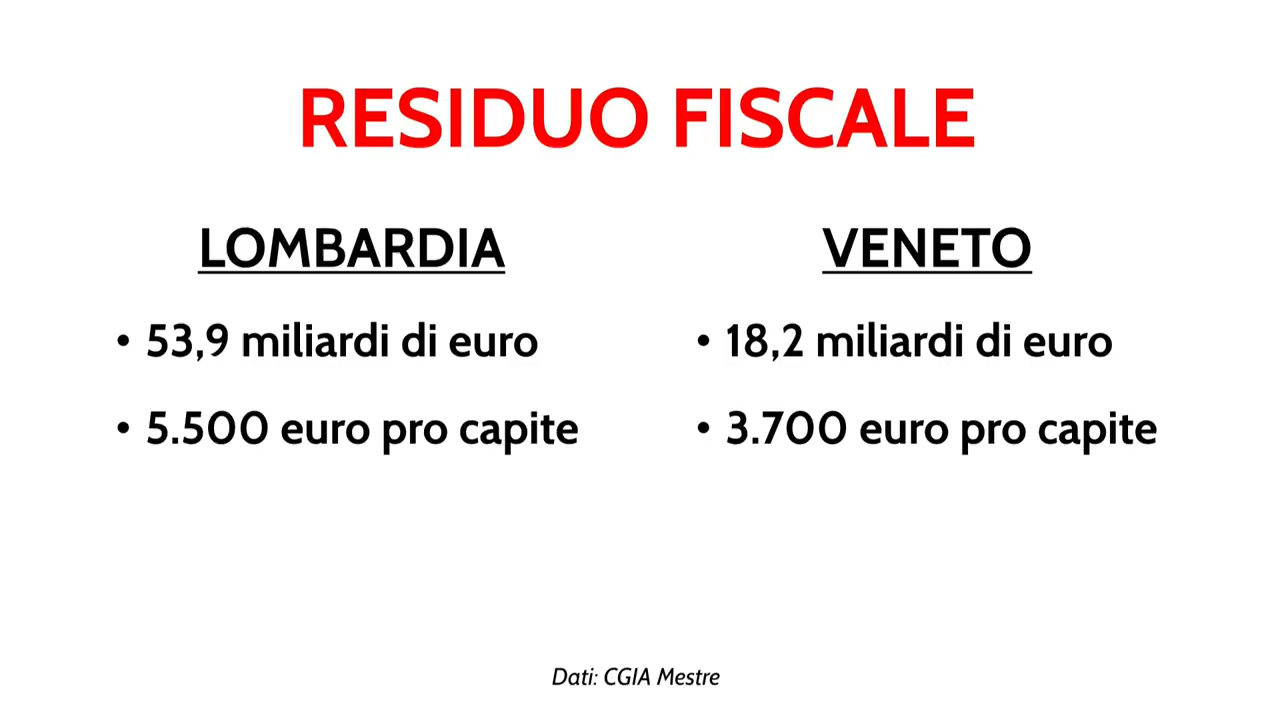 RESIDUO FISCALE
LOMBARDIA
• 53,9 miliardi di euro
• 5.500 euro pro capite
VENETO
• 18,2 miliardi di euro
• 3.700 euro pro capite
Dati: CGIA Mestre